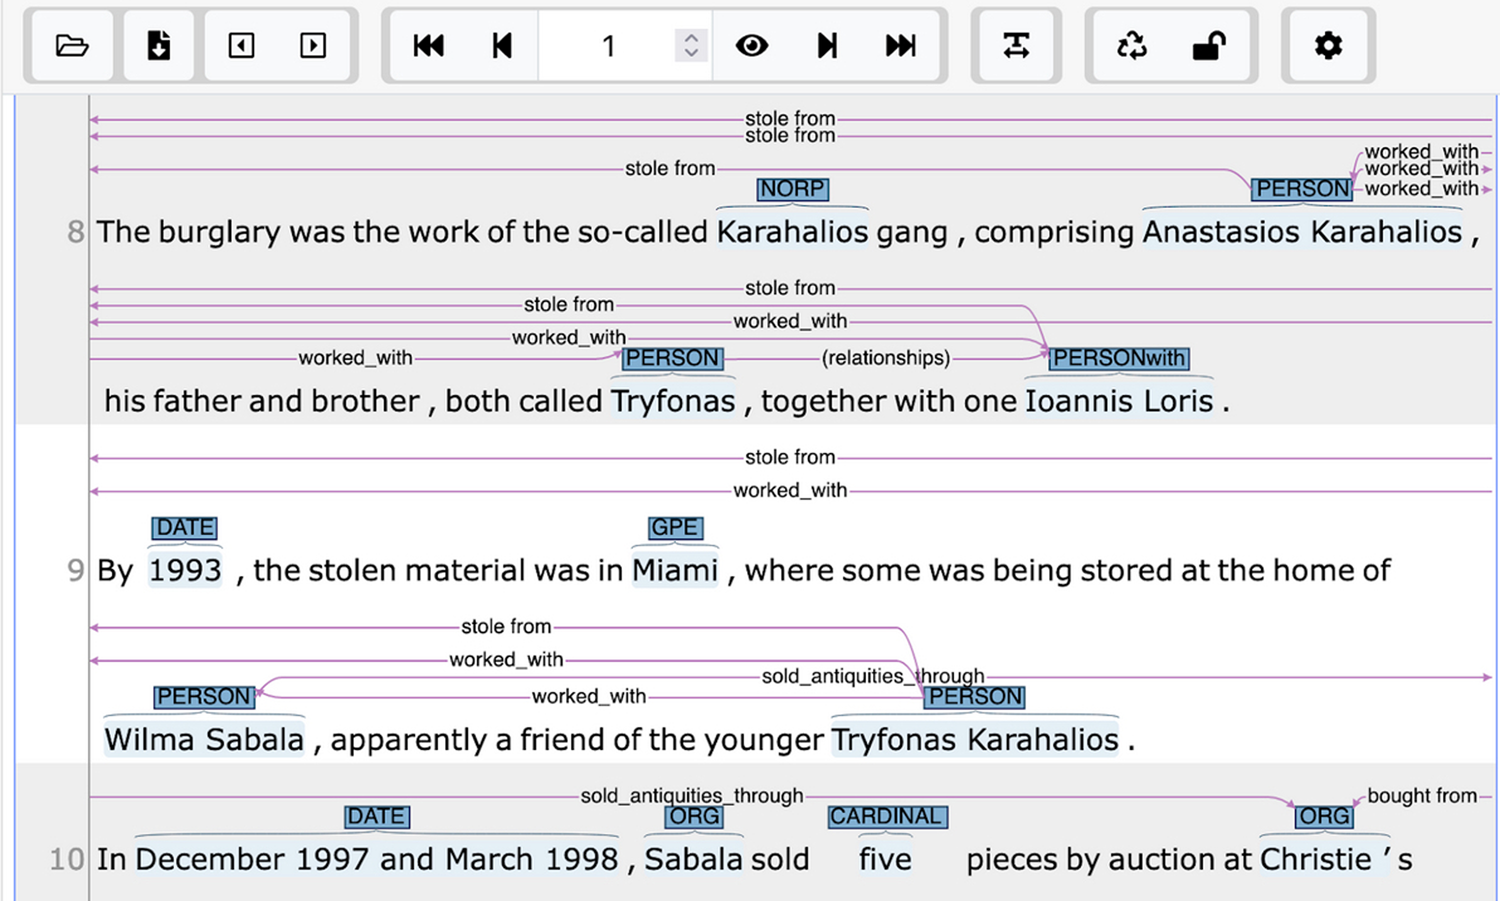 1
stole from
stole from
worked_with
stole from worked_with
NORP PERSON worked_with
8 The burglary was the work of the so-called Karahalios gang , comprising Anastasios Karahalios ,
stole from
stole from
worked_with
worked_with
worked_with PERSON (relationships) PERSONwith
his father and brother , both called Tryfonas , together with one Ioannis Loris .
stole from
worked_with
DATE GPE
9 By 1993 , the stolen material was in Miami , where some was being stored at the home of
stole from
worked_with
sold_antiquities_through
PERSON worked_with PERSON
Wilma Sabala , apparently a friend of the younger Tryfonas Karahalios .
sold_antiquities_through bought from
DATE ORG CARDINAL ORG
10 In December 1997 and March 1998 , Sabala sold five pieces by auction at Christie ’ s